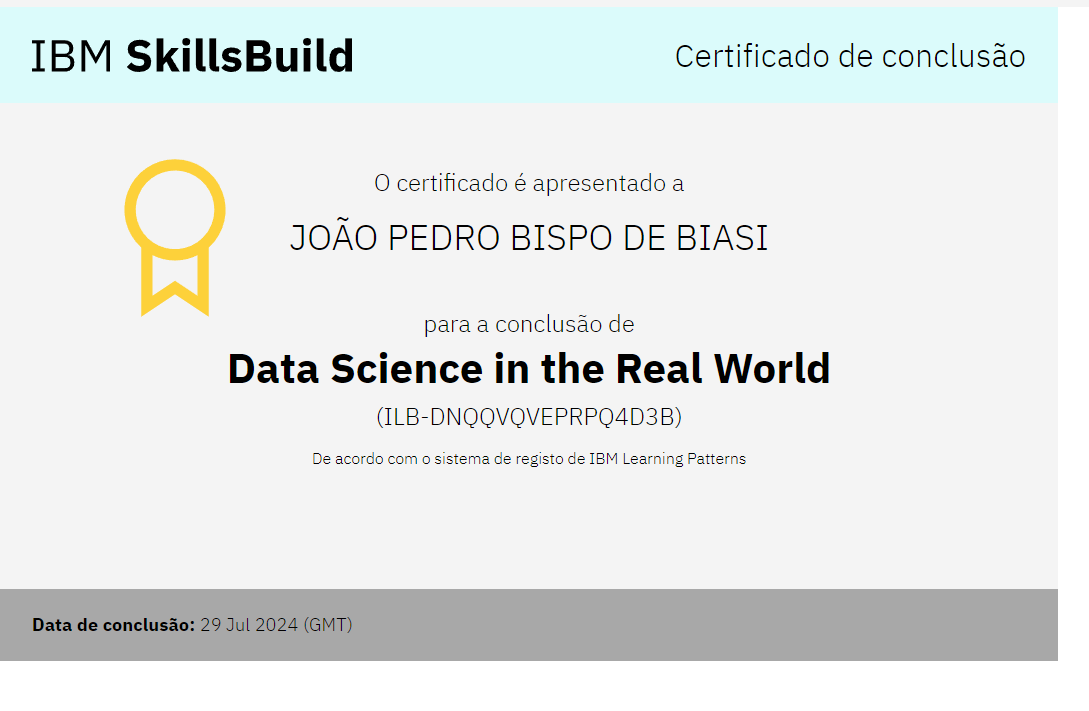 IBM SkillsBuild
Certificado de conclusão
O certificado é apresentado a
JOÃO PEDRO BISPO DE BIASI
para a conclusão de
Data Science in the Real World
(ILB-DNQQVQVEPRPQ4D3B)
De acordo com o sistema de registo de IBM Learning Patterns
Data de conclusão: 29 Jul 2024 (GMT)